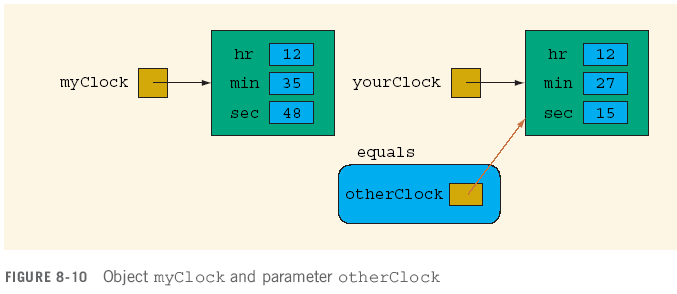 myClock
hr 12
min 35
sec 48
yourClock
hr 12
min 27
sec 15
equals
otherClock
FIGURE 8-10 Object myClock and parameter otherClock